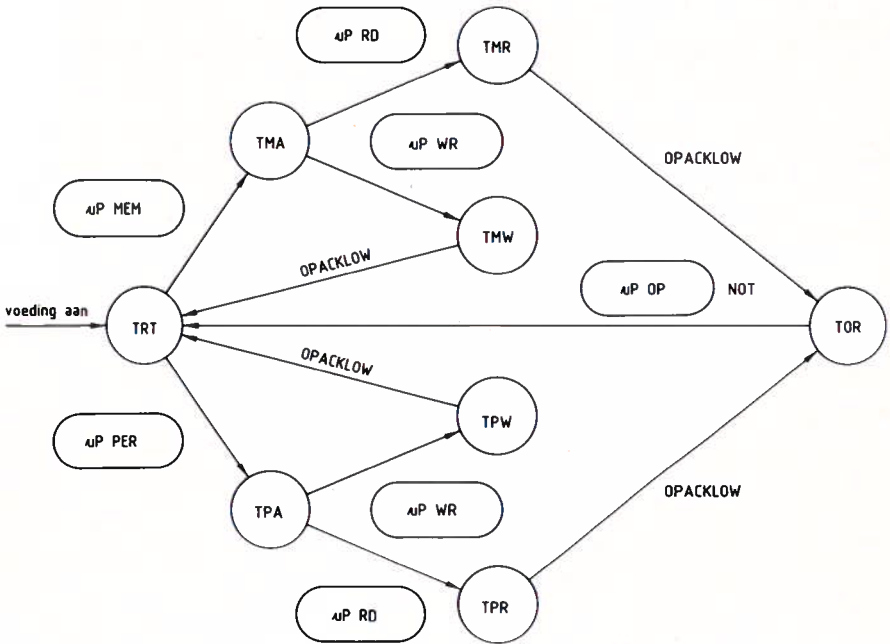 µP RD
TMR
TMA
µP WR
OPACKLOW
µP MEM
TMW
OPACKLOW
µP OP NOT
voeding aan
TRT
TOR
OPACKLOW
µP PER
TPW
OPACKLOW
TPA
µP WR
µP RD
TPR